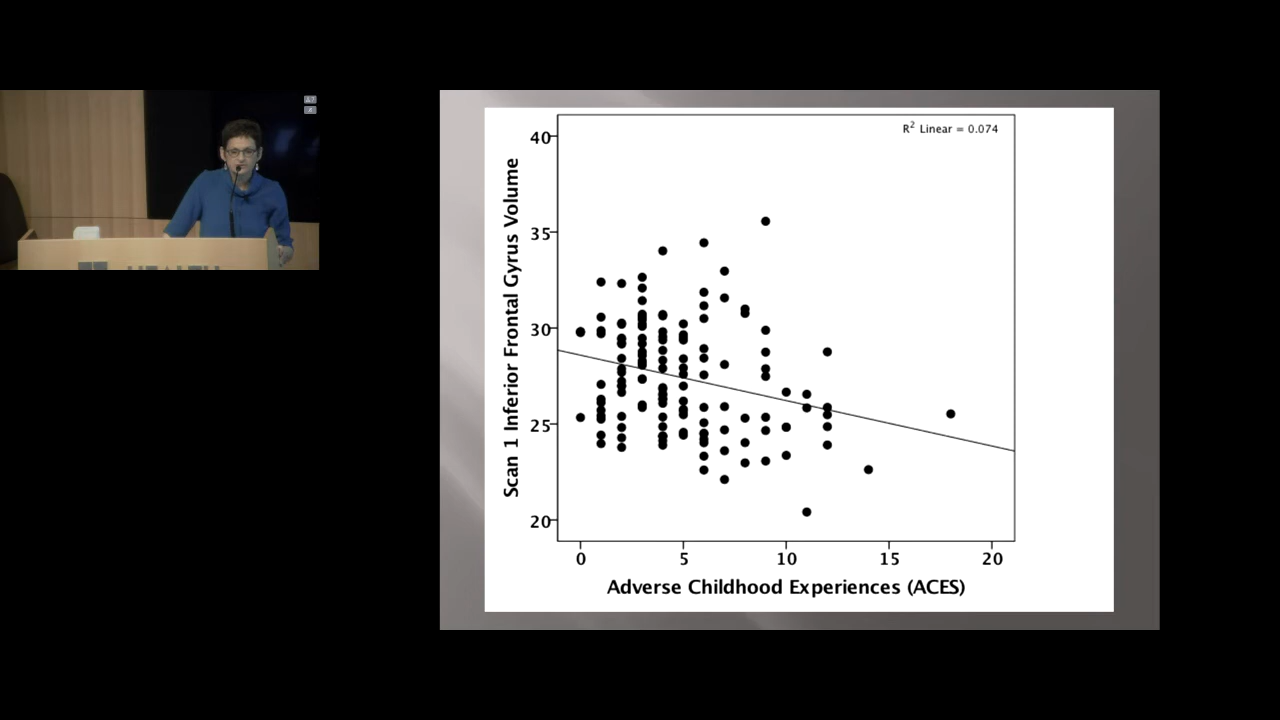 R² Linear = 0.074
Scan 1 Inferior Frontal Gyrus Volume
40
35
30
25
20
0 5 10 15 20
Adverse Childhood Experiences (ACES)